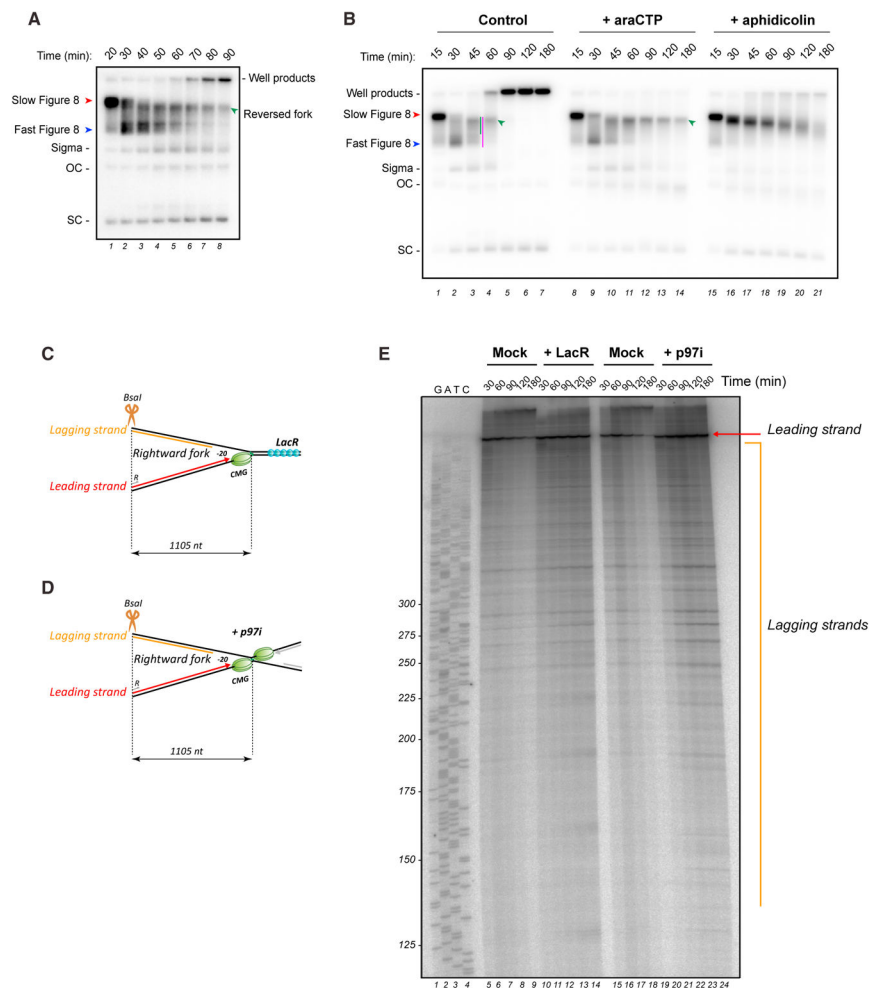 A
Time (min): 20 30 40 50 60 70 80 90
- Well products
Slow Figure 8
Reversed fork
Fast Figure 8
Sigma -
OC -
SC -
1 2 3 4 5 6 7 8
B
Control + araCTP + aphidicolin
Time (min): 15 30 45 60 90 120 180 15 30 45 60 90 120 180 15 30 45 60 90 120 180
Well products -
Slow Figure 8
Fast Figure 8
Sigma -
OC -
SC -
1 2 3 4 5 6 7 8 9 10 11 12 13 14 15 16 17 18 19 20 21
C
BsaI
Lagging strand
LacR
Rightward fork -20
CMG
Leading strand
R
1105 nt
D
BsaI
+ p97i
Lagging strand
Rightward fork -20
CMG
Leading strand
R
1105 nt
E
Mock + LacR Mock + p97i
G A T C 30 60 90 120 180 30 60 90 120 180 30 60 90 120 180 30 60 90 120 180 Time (min)
Leading strand
300
Lagging strands
275
250
225
200
175
150
125
1 2 3 4 5 6 7 8 9 10 11 12 13 14 15 16 17 18 19 20 21 22 23 24